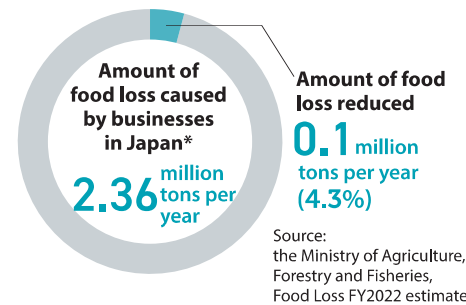 Amount of
food loss caused
by businesses
in Japan*
2.36 million
tons per
year
Amount of food
loss reduced
0.1 million
tons per year
(4.3%)
Source:
the Ministry of Agriculture,
Forestry and Fisheries,
Food Loss FY2022 estimate